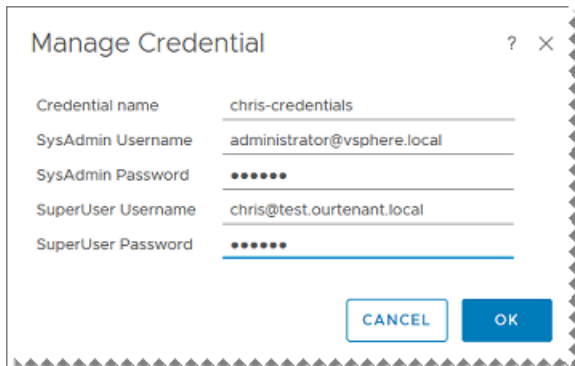 Manage Credential ? ×
Credential name chris-credentials
SysAdmin Username administrator@vsphere.local
SysAdmin Password ••••••
SuperUser Username chris@test.ourtenant.local
SuperUser Password ••••••
CANCEL OK